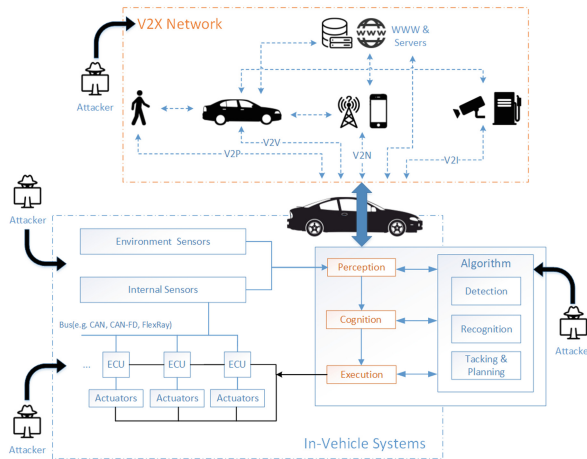 V2X Network
WWW &
Servers
Attacker
V2V
V2P
V2N
V2I
Attacker
Environment Sensors
Internal Sensors
Perception
Algorithm
Detection
Cognition
Recognition
Bus(e.g, CAN, CAN-FD, FlexRay)
Attacker
... ECU ECU ECU
Execution
Tacking &
Planning
Actuators Actuators Actuators
Attacker
In-Vehicle Systems